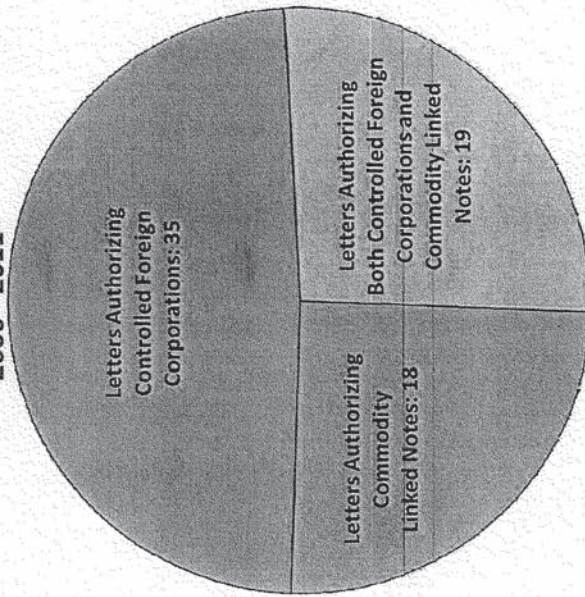 Letters Authorizing
Controlled Foreign
Corporations: 35
Letters Authorizing
Commodity
Linked Notes: 18
Letters Authorizing
Both Controlled Foreign
Corporations and
Commodity Linked
Notes: 19